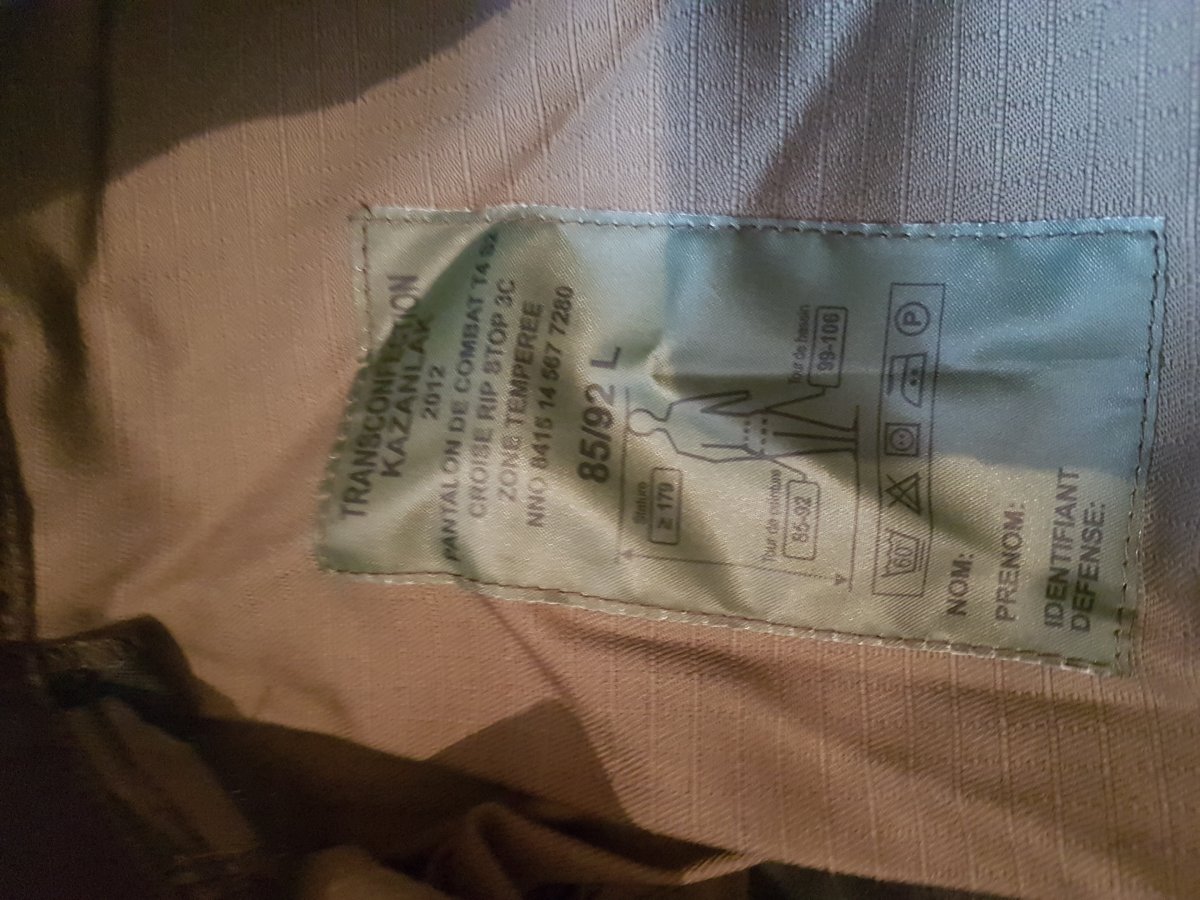 TRANSCONFECTION
KAZANLAK
2012
PANTALON DE COMBAT T4 S2
CROISE RIP STOP 3C
ZONE TEMPEREE
NNO 8415 14 567 7280
85/92 L
Stature
≥ 179
Tour de ceinture
85-92
Tour de bassin
99-106
60°
P
NOM:
PRENOM:
IDENTIFIANT
DEFENSE: